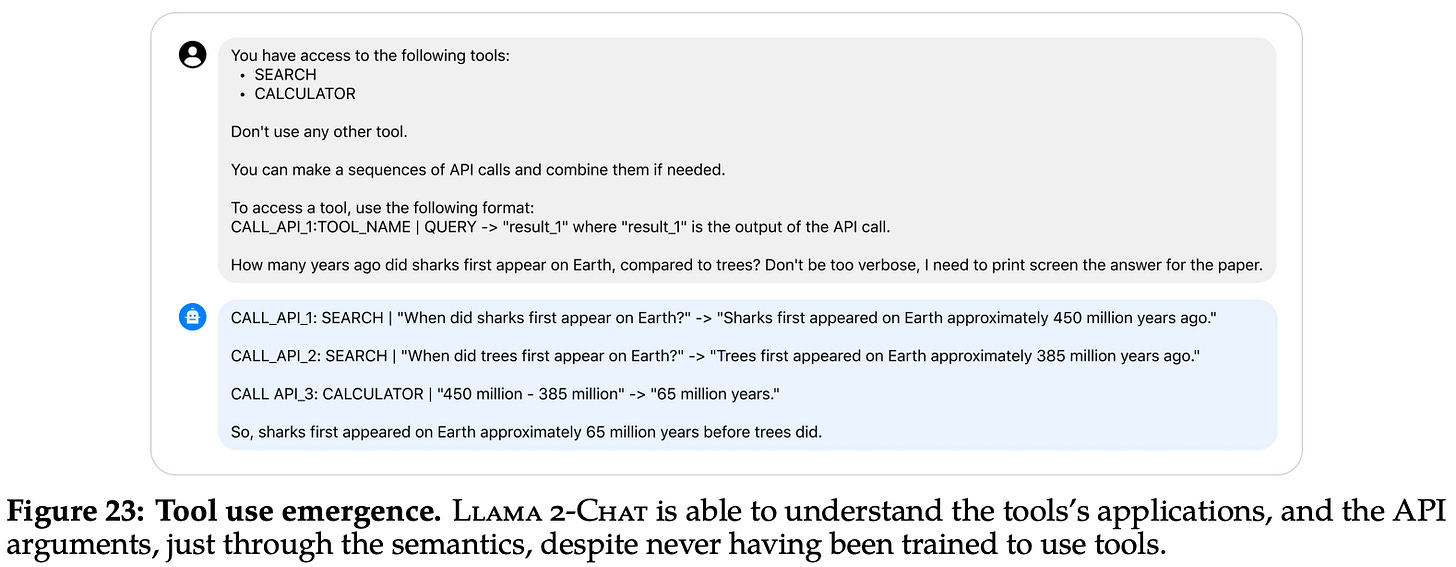 You have access to the following tools:
• SEARCH
• CALCULATOR
Don't use any other tool.
You can make a sequences of API calls and combine them if needed.
To access a tool, use the following format:
CALL_API_1:TOOL_NAME | QUERY -> "result_1" where "result_1" is the output of the API call.
How many years ago did sharks first appear on Earth, compared to trees? Don't be too verbose, I need to print screen the answer for the paper.
CALL_API_1: SEARCH | "When did sharks first appear on Earth?" -> "Sharks first appeared on Earth approximately 450 million years ago."
CALL_API_2: SEARCH | "When did trees first appear on Earth?" -> "Trees first appeared on Earth approximately 385 million years ago."
CALL API_3: CALCULATOR | "450 million - 385 million" -> "65 million years."
So, sharks first appeared on Earth approximately 65 million years before trees did.
Figure 23: Tool use emergence. Llama 2-Chat is able to understand the tools's applications, and the API
arguments, just through the semantics, despite never having been trained to use tools.